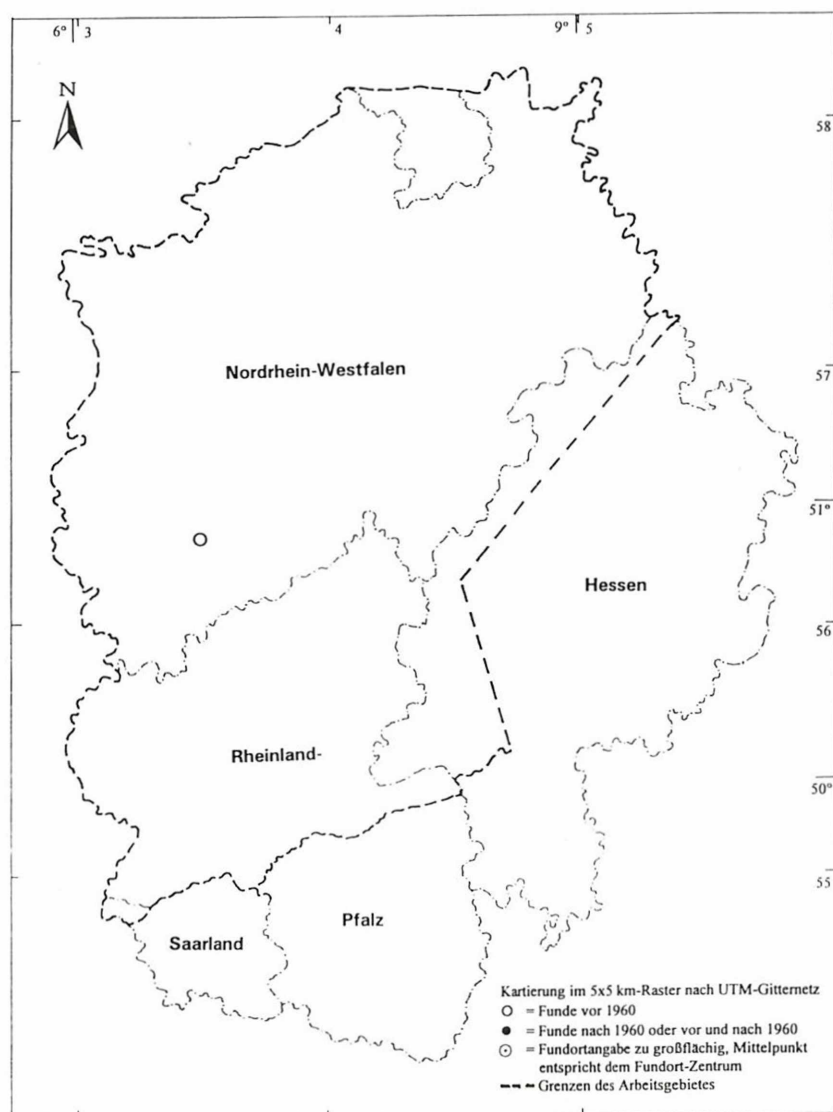 6° 3 4 9° 5
N
58
Nordrhein-Westfalen
57
51°
Hessen
56
Rheinland-
50°
55
Pfalz
Saarland
Kartierung im 5x5 km-Raster nach UTM-Gitternetz
= Funde vor 1960
= Funde nach 1960 oder vor und nach 1960
= Fundortangabe zu großflächig, Mittelpunkt
entspricht dem Fundort-Zentrum
= Grenzen des Arbeitsgebietes